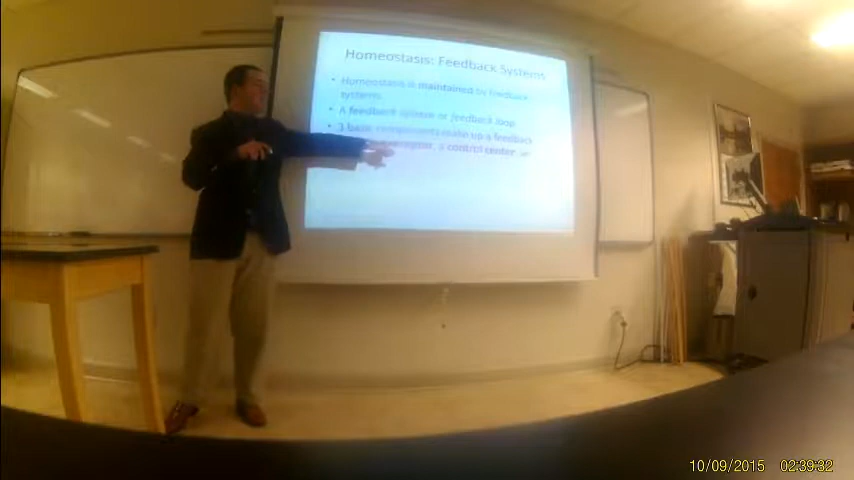 Homeostasis: Feedback Systems
• Homeostasis is maintained by feedback
systems.
• A feedback system or feedback loop
• 3 basic components make up a feedback
a control center
10/09/2015 02:39:32